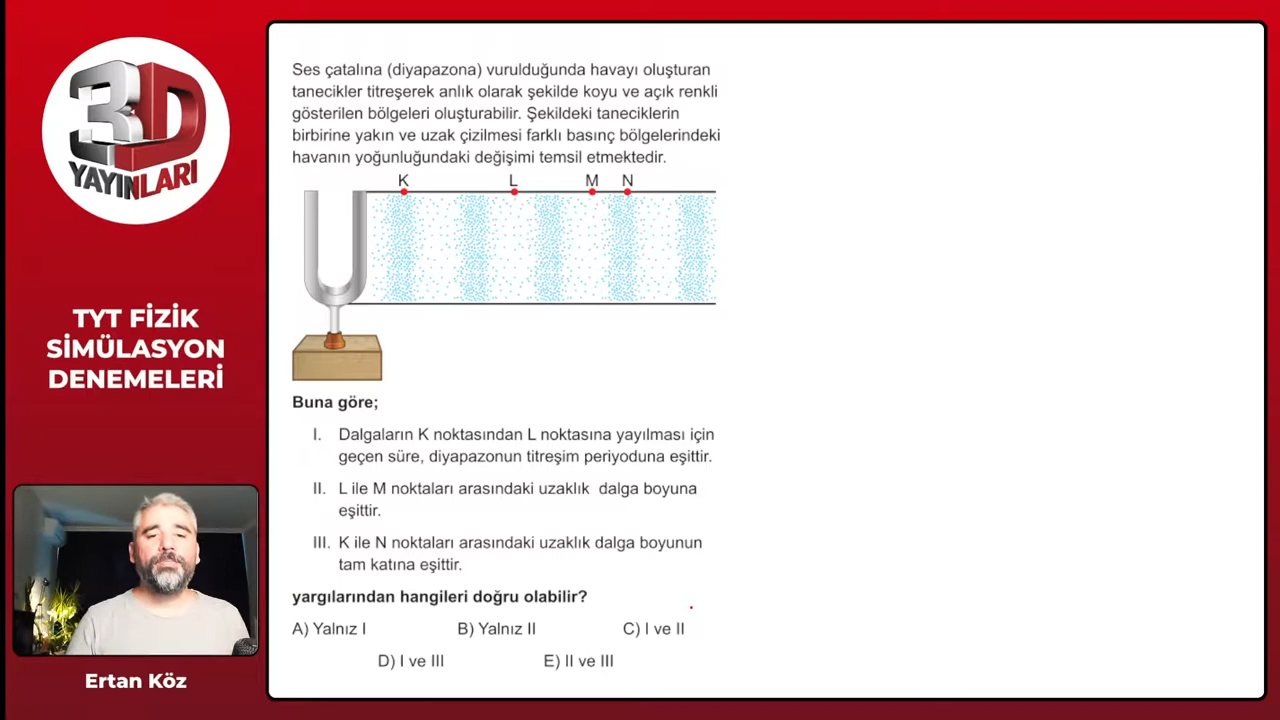 3D
YAYINLARI
TYT FİZİK
SİMÜLASYON
DENEMELERİ
Ertan Köz
Ses çatalına (diyapazona) vurulduğunda havayı oluşturan
tanecikler titreşerek anlık olarak şekilde koyu ve açık renkli
gösterilen bölgeleri oluşturabilir. Şekildeki taneciklerin
birbirine yakın ve uzak çizilmesi farklı basınç bölgelerindeki
havanın yoğunluğundaki değişimi temsil etmektedir.
K L M N
Buna göre;
I. Dalgaların K noktasından L noktasına yayılması için
geçen süre, diyapazonun titreşim periyoduna eşittir.
II. L ile M noktaları arasındaki uzaklık dalga boyuna
eşittir.
III. K ile N noktaları arasındaki uzaklık dalga boyunun
tam katına eşittir.
yargılarından hangileri doğru olabilir?
A) Yalnız I B) Yalnız II C) I ve II
D) I ve III E) II ve III